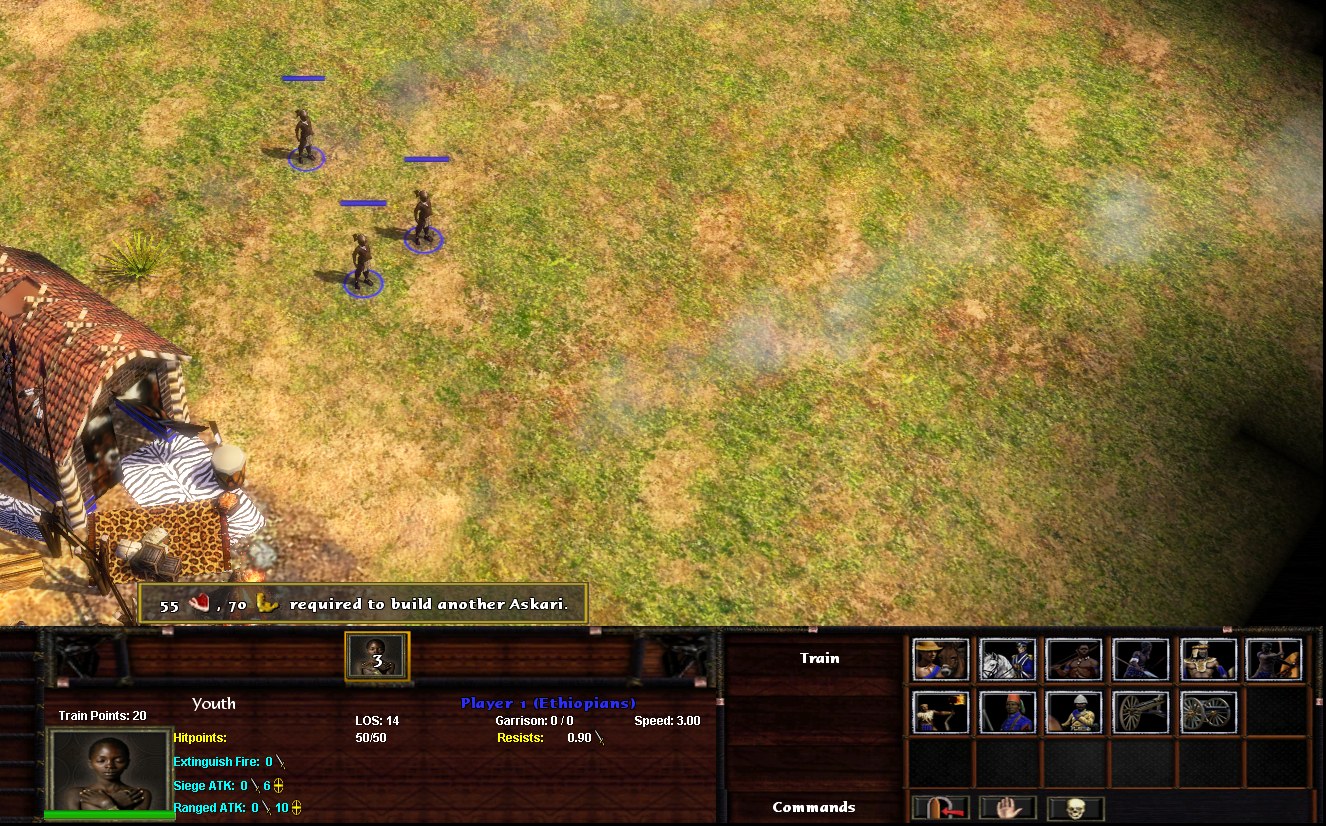 55 , 70 required to build another Askari.
3
Train
Youth
Player 1 (Ethiopians)
Train Points: 20
LOS: 14
Garrison: 0 / 0
Speed: 3.00
Hitpoints:
50/50
Resists: 0.90
Extinguish Fire: 0
Siege ATK: 0 6
Ranged ATK: 0 10
Commands